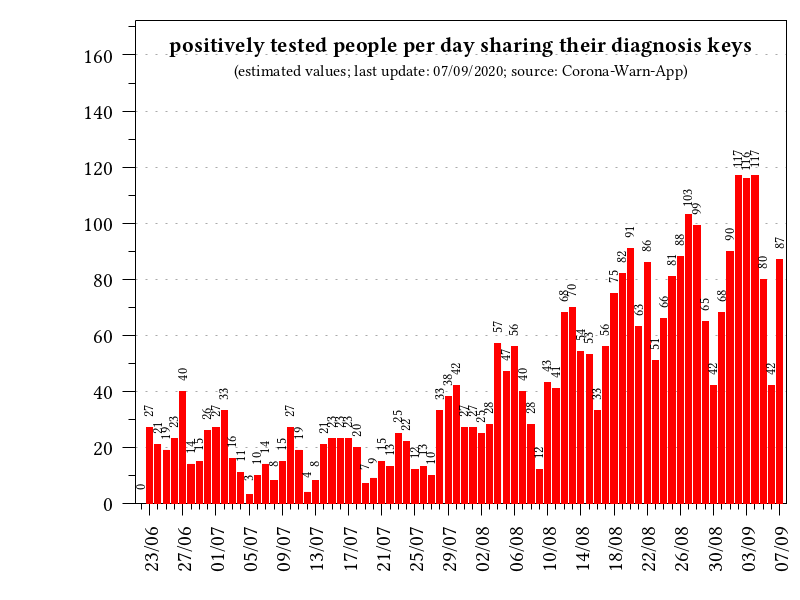 positively tested people per day sharing their diagnosis keys
(estimated values; last update: 07/09/2020; source: Corona-Warn-App)
160
140
120
100
80
60
40
20
0
0 27 21 19 23 40 14 15 26 27 33 16 11 3 10 14 8 15 27 19 4 8 21 23 23 23 20 7 9 15 13 25 22 12 13 10 33 38 42 27 27 25 28 57 47 56 40 28 12 43 41 68 70 54 53 33 56 75 82 91 63 86 51 66 81 88 103 99 65 42 68 90 117 116 117 80 42 87
23/06 27/06 01/07 05/07 09/07 13/07 17/07 21/07 25/07 29/07 02/08 06/08 10/08 14/08 18/08 22/08 26/08 30/08 03/09 07/09